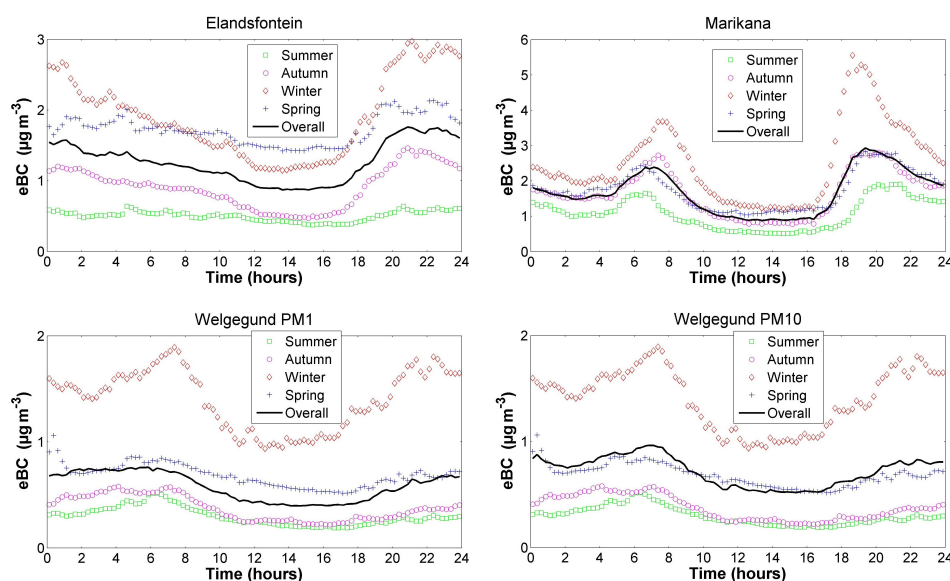 Elandsfontein
3
2
1
0
eBC (µg m-3)
Summer
Autumn
Winter
Spring
Overall
0 2 4 6 8 10 12 14 16 18 20 22 24
Time (hours)
Marikana
6
5
4
3
2
1
0
eBC (µg m-3)
Summer
Autumn
Winter
Spring
Overall
0 2 4 6 8 10 12 14 16 18 20 22 24
Time (hours)
Welgegund PM1
2
1
0
eBC (µg m-3)
Summer
Autumn
Winter
Spring
Overall
0 2 4 6 8 10 12 14 16 18 20 22 24
Time (hours)
Welgegund PM10
2
1
0
eBC (µg m-3)
Summer
Autumn
Winter
Spring
Overall
0 2 4 6 8 10 12 14 16 18 20 22 24
Time (hours)